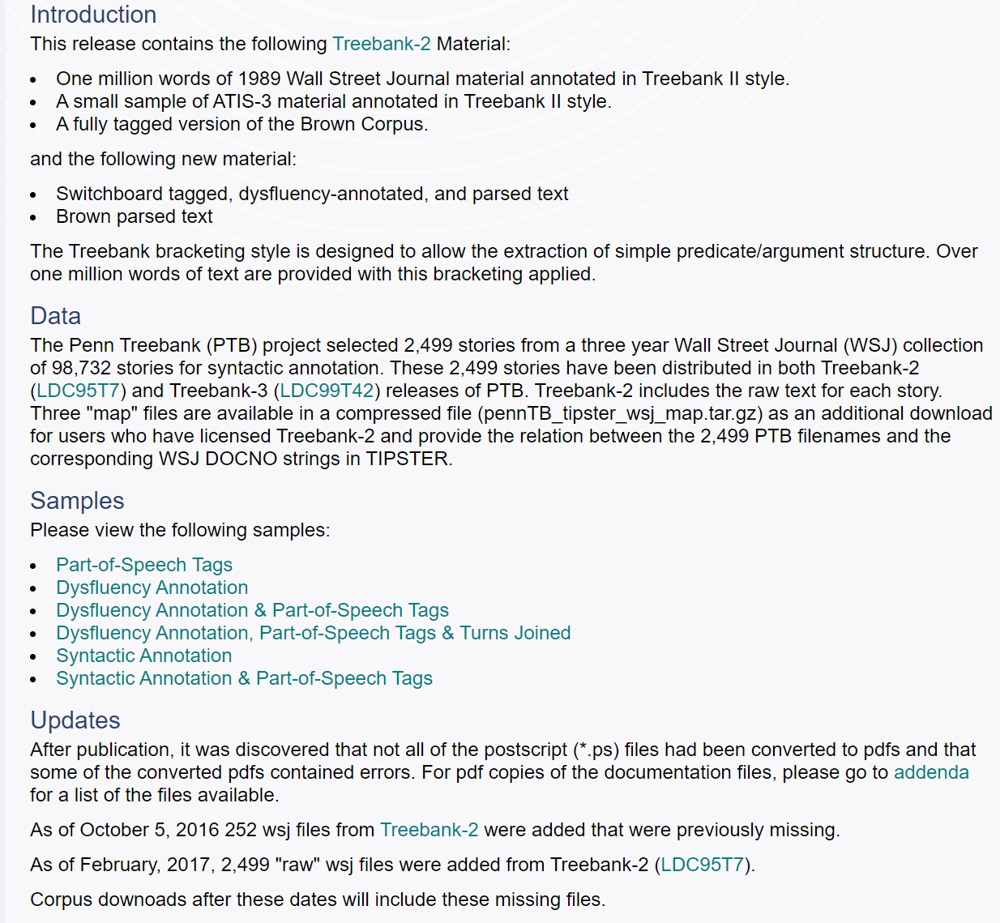 Introduction
This release contains the following Treebank-2 Material:
• One million words of 1989 Wall Street Journal material annotated in Treebank II style.
• A small sample of ATIS-3 material annotated in Treebank II style.
• A fully tagged version of the Brown Corpus.
and the following new material:
• Switchboard tagged, dysfluency-annotated, and parsed text
• Brown parsed text
The Treebank bracketing style is designed to allow the extraction of simple predicate/argument structure. Over
one million words of text are provided with this bracketing applied.
Data
The Penn Treebank (PTB) project selected 2,499 stories from a three year Wall Street Journal (WSJ) collection
of 98,732 stories for syntactic annotation. These 2,499 stories have been distributed in both Treebank-2
(LDC95T7) and Treebank-3 (LDC99T42) releases of PTB. Treebank-2 includes the raw text for each story.
Three "map" files are available in a compressed file (pennTB_tipster_wsj_map.tar.gz) as an additional download
for users who have licensed Treebank-2 and provide the relation between the 2,499 PTB filenames and the
corresponding WSJ DOCNO strings in TIPSTER.
Samples
Please view the following samples:
• Part-of-Speech Tags
• Dysfluency Annotation
• Dysfluency Annotation & Part-of-Speech Tags
• Dysfluency Annotation, Part-of-Speech Tags & Turns Joined
• Syntactic Annotation
• Syntactic Annotation & Part-of-Speech Tags
Updates
After publication, it was discovered that not all of the postscript (*.ps) files had been converted to pdfs and that
some of the converted pdfs contained errors. For pdf copies of the documentation files, please go to addenda
for a list of the files available.
As of October 5, 2016 252 wsj files from Treebank-2 were added that were previously missing.
As of February, 2017, 2,499 "raw" wsj files were added from Treebank-2 (LDC95T7).
Corpus downoads after these dates will include these missing files.